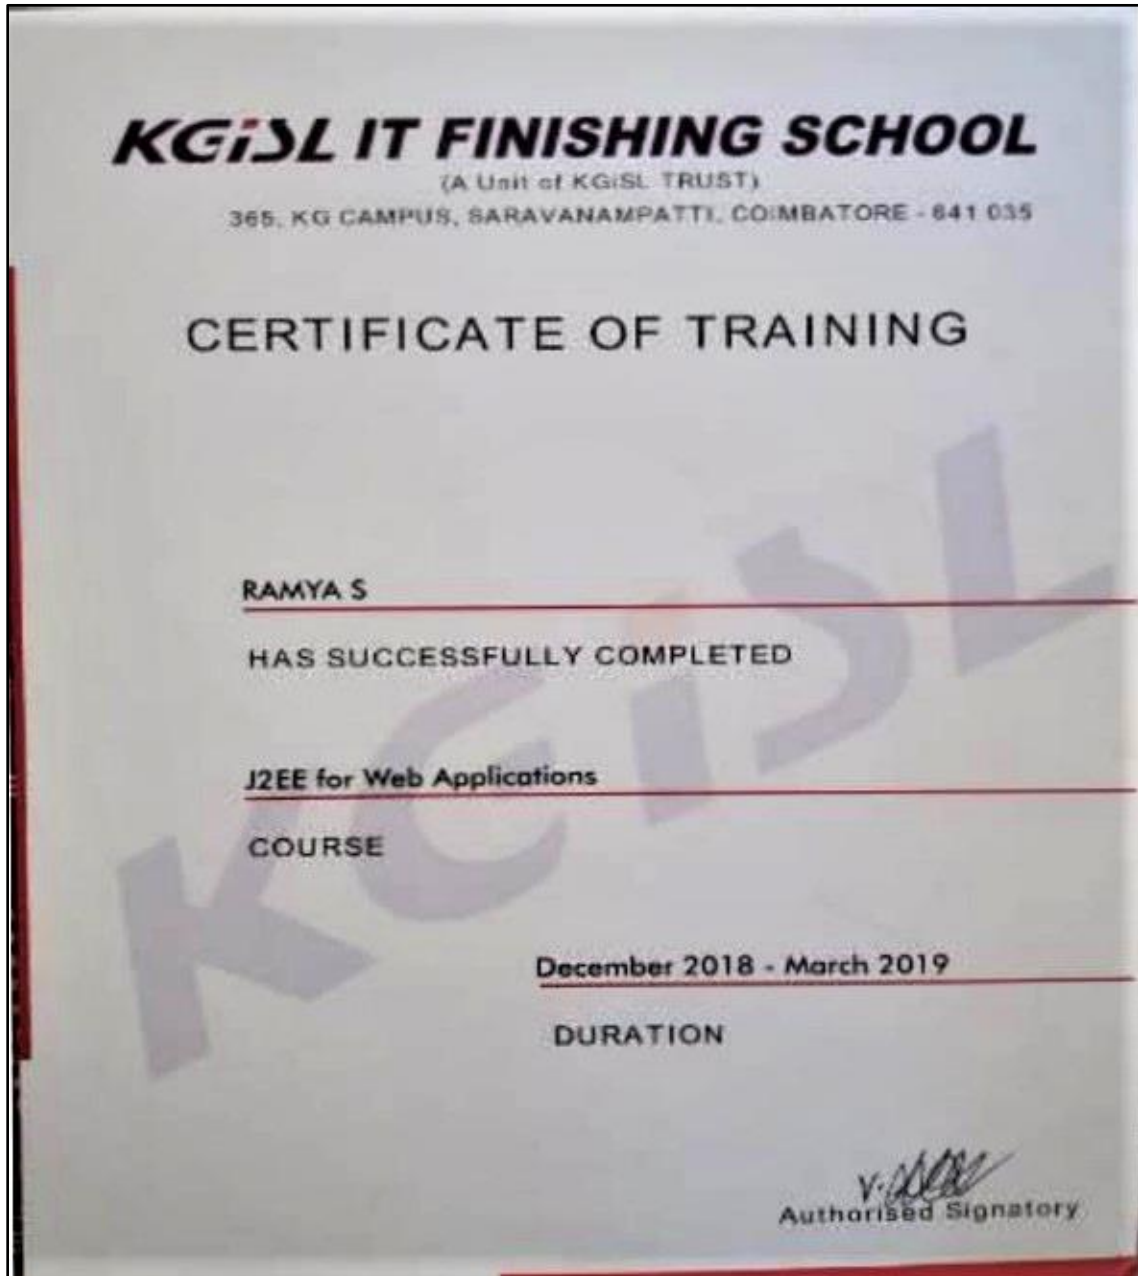 KGiSL IT FINISHING SCHOOL
(A Unit of KGiSL TRUST)
365, KG CAMPUS, SARAVANAMPATTI, COIMBATORE - 641 035
CERTIFICATE OF TRAINING
RAMYA S
HAS SUCCESSFULLY COMPLETED
J2EE for Web Applications
COURSE
December 2018 - March 2019
DURATION
Authorised Signatory
KGiSL